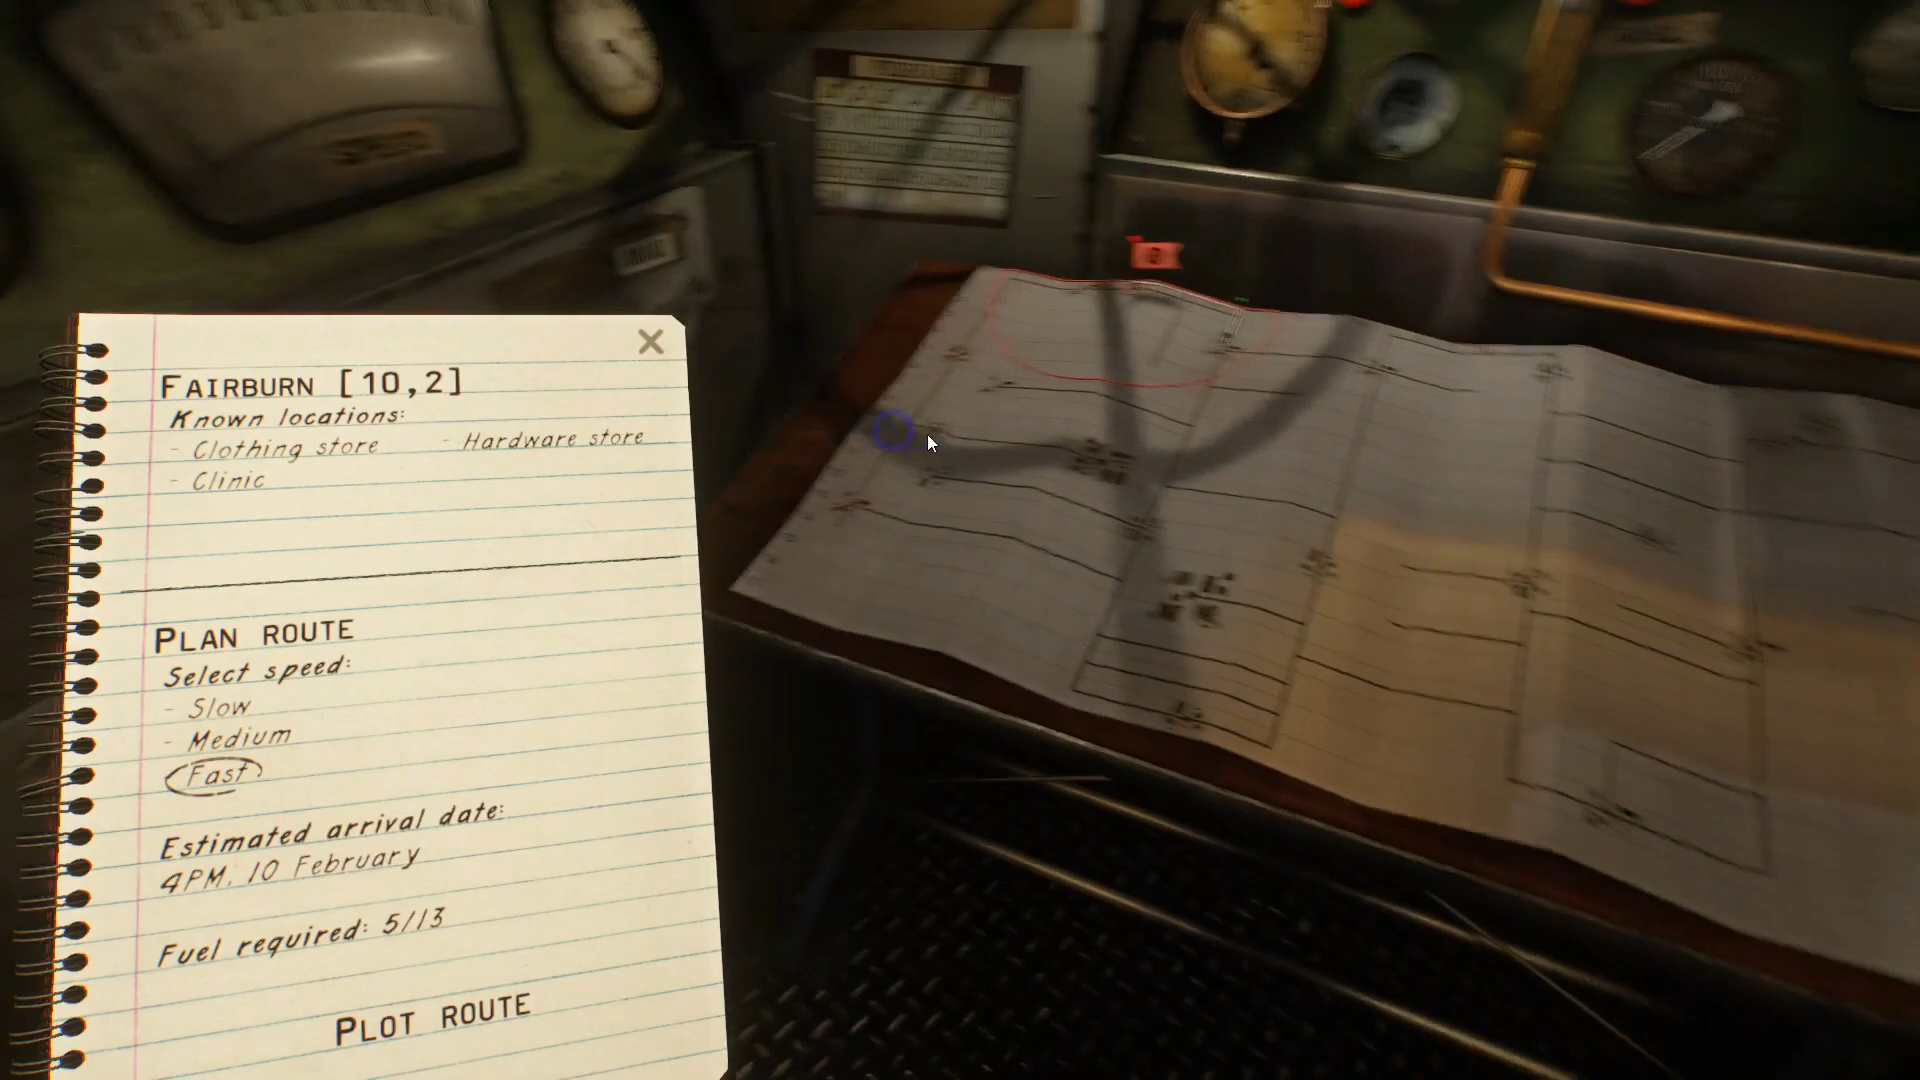 FAIRBURN [10,2]
Known locations:
- Clothing store - Hardware store
- Clinic
PLAN ROUTE
Select speed:
- Slow
- Medium
Fast
Estimated arrival date:
4PM, 10 February
Fuel required: 5/13
PLOT ROUTE